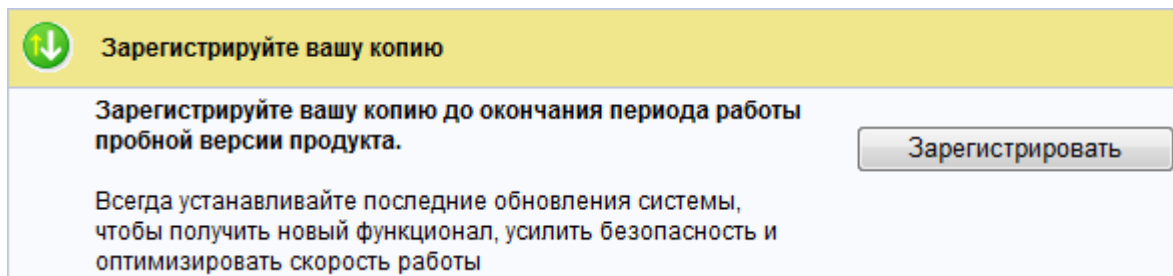 Зарегистрируйте вашу копию
Зарегистрируйте вашу копию до окончания периода работы
пробной версии продукта.
Зарегистрировать
Всегда устанавливайте последние обновления системы,
чтобы получить новый функционал, усилить безопасность и
оптимизировать скорость работы